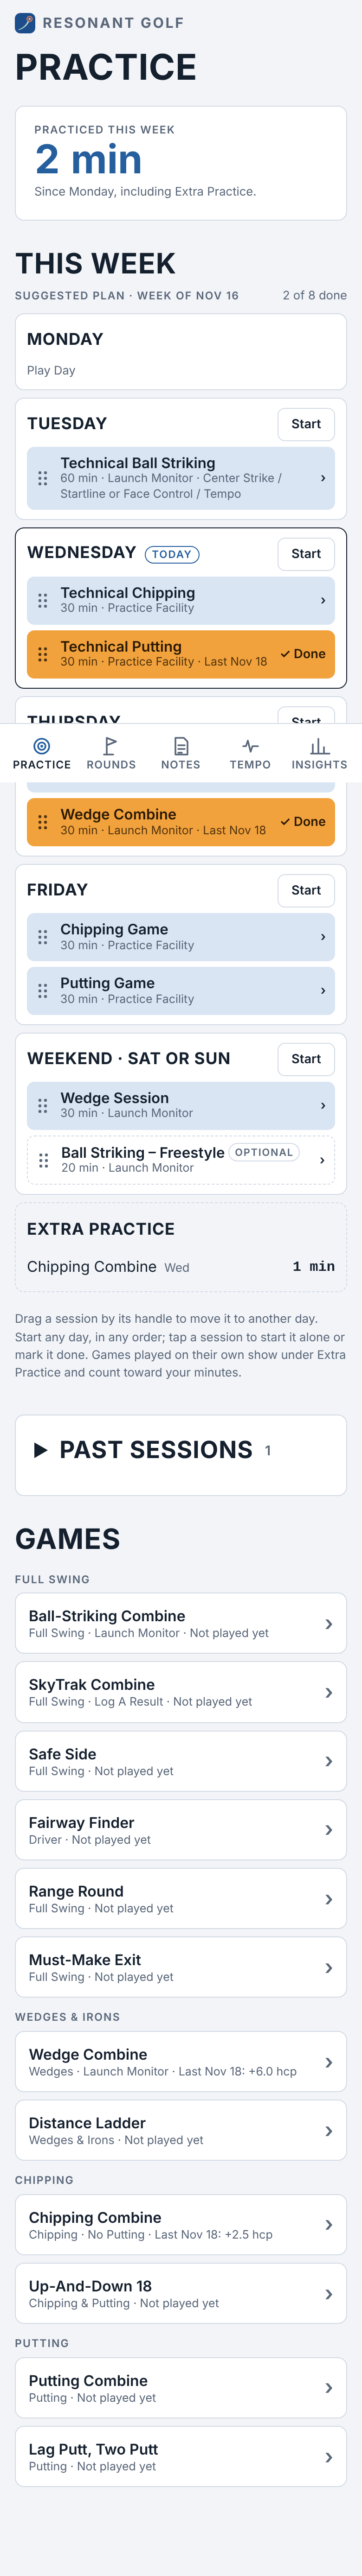 RESONANT GOLF
PRACTICE
PRACTICED THIS WEEK
2 min
Since Monday, including Extra Practice.
THIS WEEK
SUGGESTED PLAN · WEEK OF NOV 16
2 of 8 done
MONDAY
Play Day
TUESDAY
Start
Technical Ball Striking
60 min · Launch Monitor · Center Strike /
Startline or Face Control / Tempo
›
WEDNESDAY
TODAY
Start
Technical Chipping
30 min · Practice Facility
›
Technical Putting
30 min · Practice Facility · Last Nov 18
✓ Done
THURSDAY
Start
PRACTICE
ROUNDS
NOTES
TEMPO
INSIGHTS
Wedge Combine
30 min · Launch Monitor · Last Nov 18
✓ Done
FRIDAY
Start
Chipping Game
30 min · Practice Facility
›
Putting Game
30 min · Practice Facility
›
WEEKEND · SAT OR SUN
Start
Wedge Session
30 min · Launch Monitor
›
Ball Striking – Freestyle
OPTIONAL
20 min · Launch Monitor
›
EXTRA PRACTICE
Chipping Combine Wed
1 min
Drag a session by its handle to move it to another day.
Start any day, in any order; tap a session to start it alone or
mark it done. Games played on their own show under Extra
Practice and count toward your minutes.
▶ PAST SESSIONS 1
GAMES
FULL SWING
Ball-Striking Combine
Full Swing · Launch Monitor · Not played yet
›
SkyTrak Combine
Full Swing · Log A Result · Not played yet
›
Safe Side
Full Swing · Not played yet
›
Fairway Finder
Driver · Not played yet
›
Range Round
Full Swing · Not played yet
›
Must-Make Exit
Full Swing · Not played yet
›
WEDGES & IRONS
Wedge Combine
Wedges · Launch Monitor · Last Nov 18: +6.0 hcp
›
Distance Ladder
Wedges & Irons · Not played yet
›
CHIPPING
Chipping Combine
Chipping · No Putting · Last Nov 18: +2.5 hcp
›
Up-And-Down 18
Chipping & Putting · Not played yet
›
PUTTING
Putting Combine
Putting · Not played yet
›
Lag Putt, Two Putt
Putting · Not played yet
›